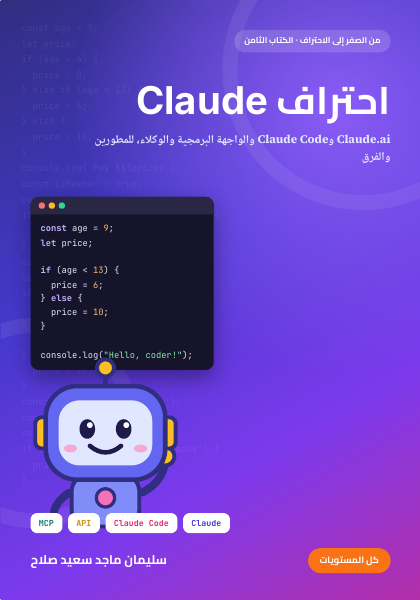 من الصفر إلى الاحتراف · الكتاب الثامن
احتراف Claude
Claude.ai وClaude Code والواجهة البرمجية والوكلاء، للمطورين
والفرق
const age = 9;
let price;
if (age < 13) {
price = 6;
} else {
price = 10;
}
console.log("Hello, coder!");
MCP
API
Claude Code
Claude
كل المستويات
سليمان ماجد سعيد صلاح